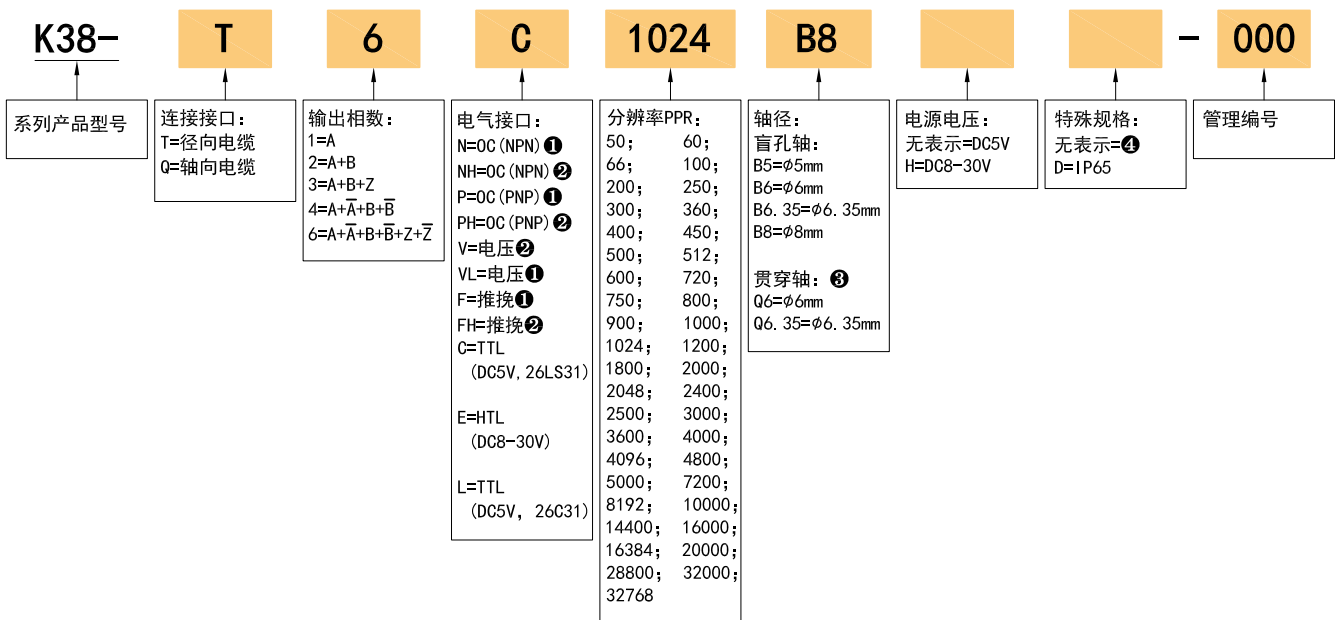 K38- T 6 C 1024 B8 - 000
系列产品型号
连接接口：
T=径向电缆
Q=轴向电缆
输出相数：
1=A
2=A+B
3=A+B+Z
4=A+A̅+B+B̅
6=A+A̅+B+B̅+Z+Z̅
电气接口：
N=OC(NPN)❶
NH=OC(NPN)❷
P=OC(PNP)❶
PH=OC(PNP)❷
V=电压❷
VL=电压❶
F=推挽❶
FH=推挽❷
C=TTL
(DC5V,26LS31)
E=HTL
(DC8-30V)
L=TTL
(DC5V, 26C31)
分辨率PPR：
50； 60；
66； 100；
200； 250；
300； 360；
400； 450；
500； 512；
600； 720；
750； 800；
900； 1000；
1024； 1200；
1800； 2000；
2048； 2400；
2500； 3000；
3600； 4000；
4096； 4800；
5000； 7200；
8192； 10000；
14400； 16000；
16384； 20000；
28800； 32000；
32768
轴径：
盲孔轴：
B5=φ5mm
B6=φ6mm
B6.35=φ6.35mm
B8=φ8mm
贯穿轴：❸
Q6=φ6mm
Q6.35=φ6.35mm
电源电压：
无表示=DC5V
H=DC8-30V
特殊规格：
无表示=❹
D=IP65
管理编号